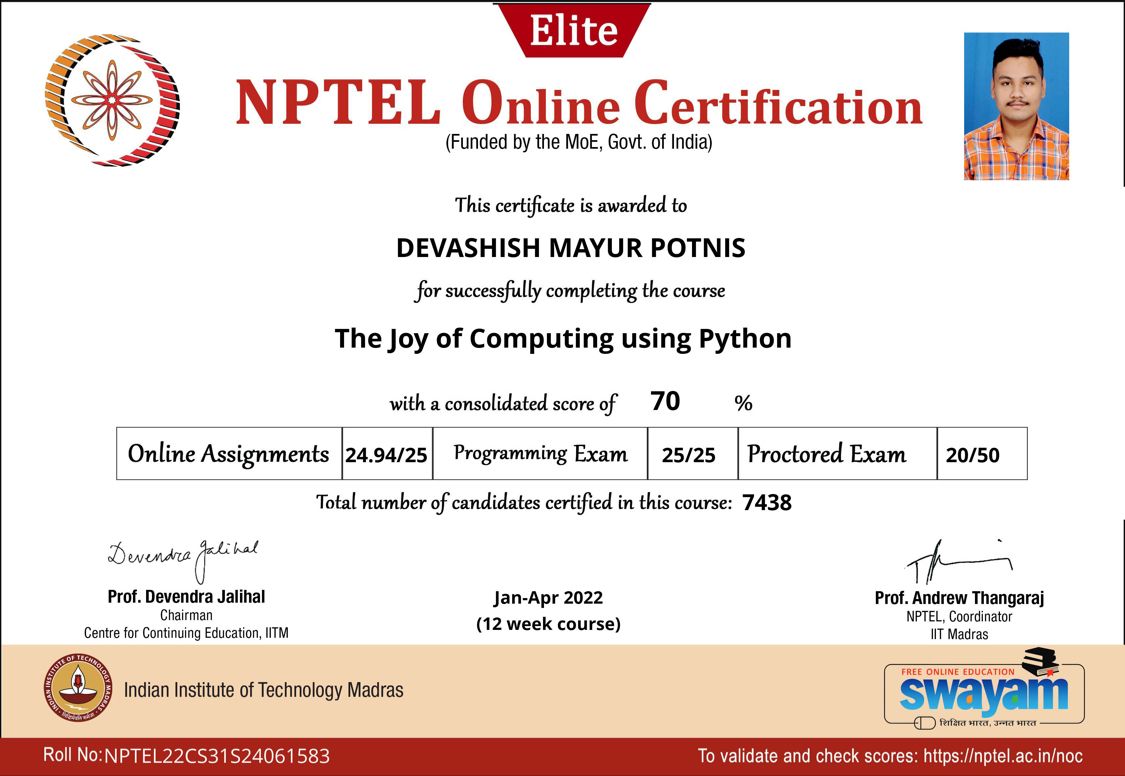 Elite
NPTEL Online Certification
(Funded by the MoE, Govt. of India)
This certificate is awarded to
DEVASHISH MAYUR POTNIS
for successfully completing the course
The Joy of Computing using Python
with a consolidated score of 70 %
Online Assignments 24.94/25 Programming Exam 25/25 Proctored Exam 20/50
Total number of candidates certified in this course: 7438
Devendra Jalihal
Prof. Devendra Jalihal
Chairman
Centre for Continuing Education, IITM
Jan-Apr 2022
(12 week course)
Prof. Andrew Thangaraj
NPTEL, Coordinator
IIT Madras
INDIAN INSTITUTE OF TECHNOLOGY MADRAS
Indian Institute of Technology Madras
FREE ONLINE EDUCATION
swayam
शिक्षित भारत, उन्नत भारत
Roll No: NPTEL22CS31S24061583
To validate and check scores: https://nptel.ac.in/noc